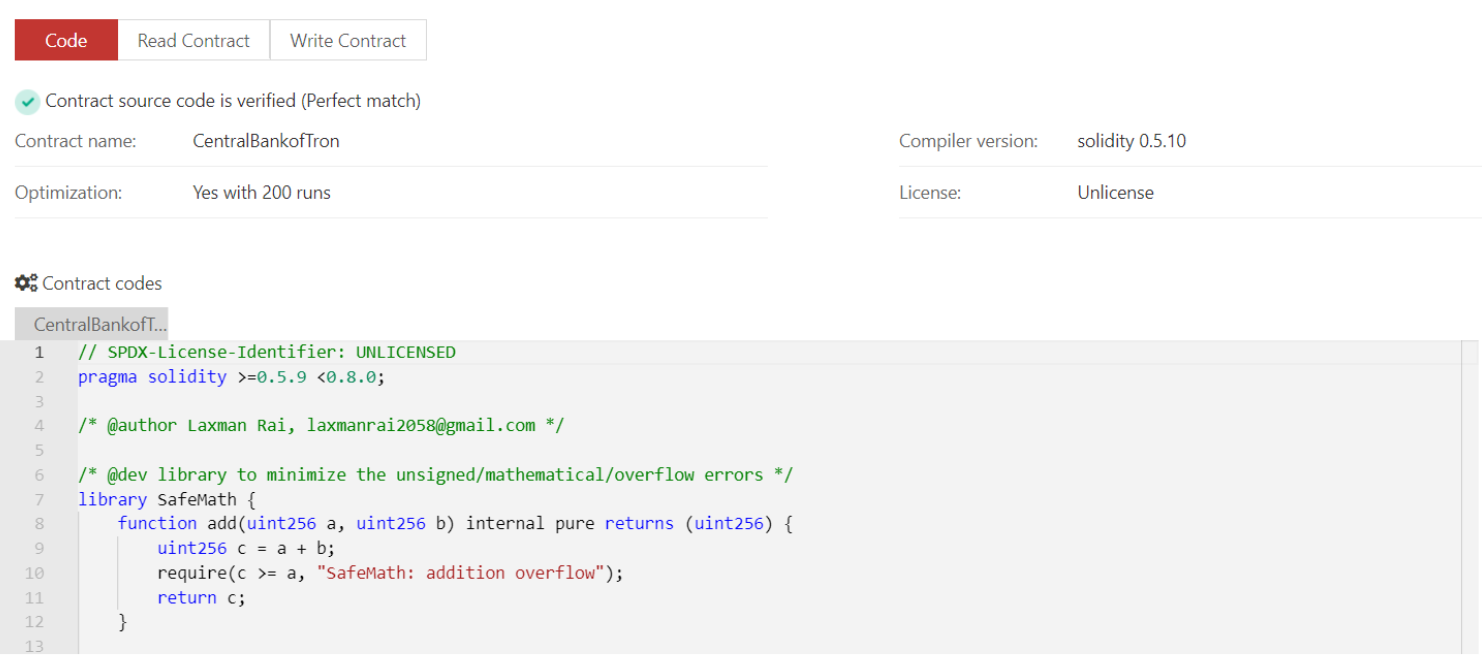 Code Read Contract Write Contract
Contract source code is verified (Perfect match)
Contract name: CentralBankofTron Compiler version: solidity 0.5.10
Optimization: Yes with 200 runs License: Unlicense
Contract codes
CentralBankofT...
1 // SPDX-License-Identifier: UNLICENSED
2 pragma solidity >=0.5.9 <0.8.0;
3
4 /* @author Laxman Rai, laxmanrai2058@gmail.com */
5
6 /* @dev library to minimize the unsigned/mathematical/overflow errors */
7 library SafeMath {
8 function add(uint256 a, uint256 b) internal pure returns (uint256) {
9 uint256 c = a + b;
10 require(c >= a, "SafeMath: addition overflow");
11 return c;
12 }
13